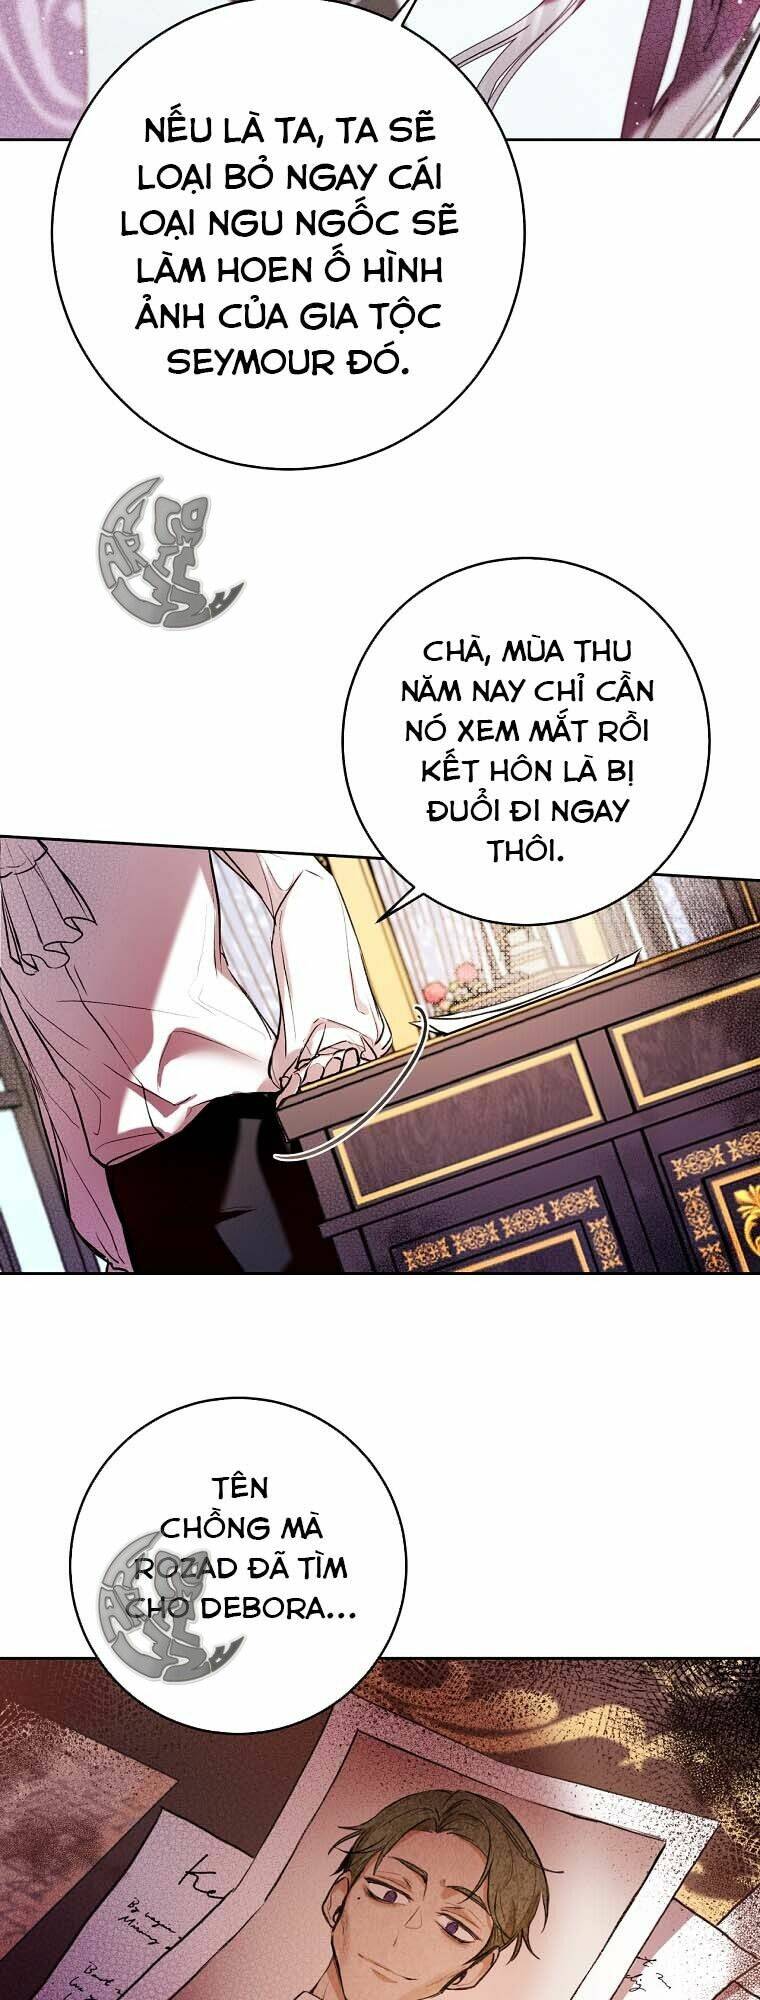 NẾU LÀ TA, TA SẼ
LOẠI BỎ NGAY CÁI
LOẠI NGU NGỐC SẼ
LÀM HOEN Ố HÌNH
ẢNH CỦA GIA TỘC
SEYMOUR ĐÓ.
CHÀ, MÙA THU
NĂM NAY CHỈ CẦN
NÓ XEM MẮT RỒI
KẾT HÔN LÀ BỊ
ĐUỔI ĐI NGAY
THÔI.
TÊN
CHỒNG MÀ
ROZAD ĐÃ TÌM
CHO DEBORA...